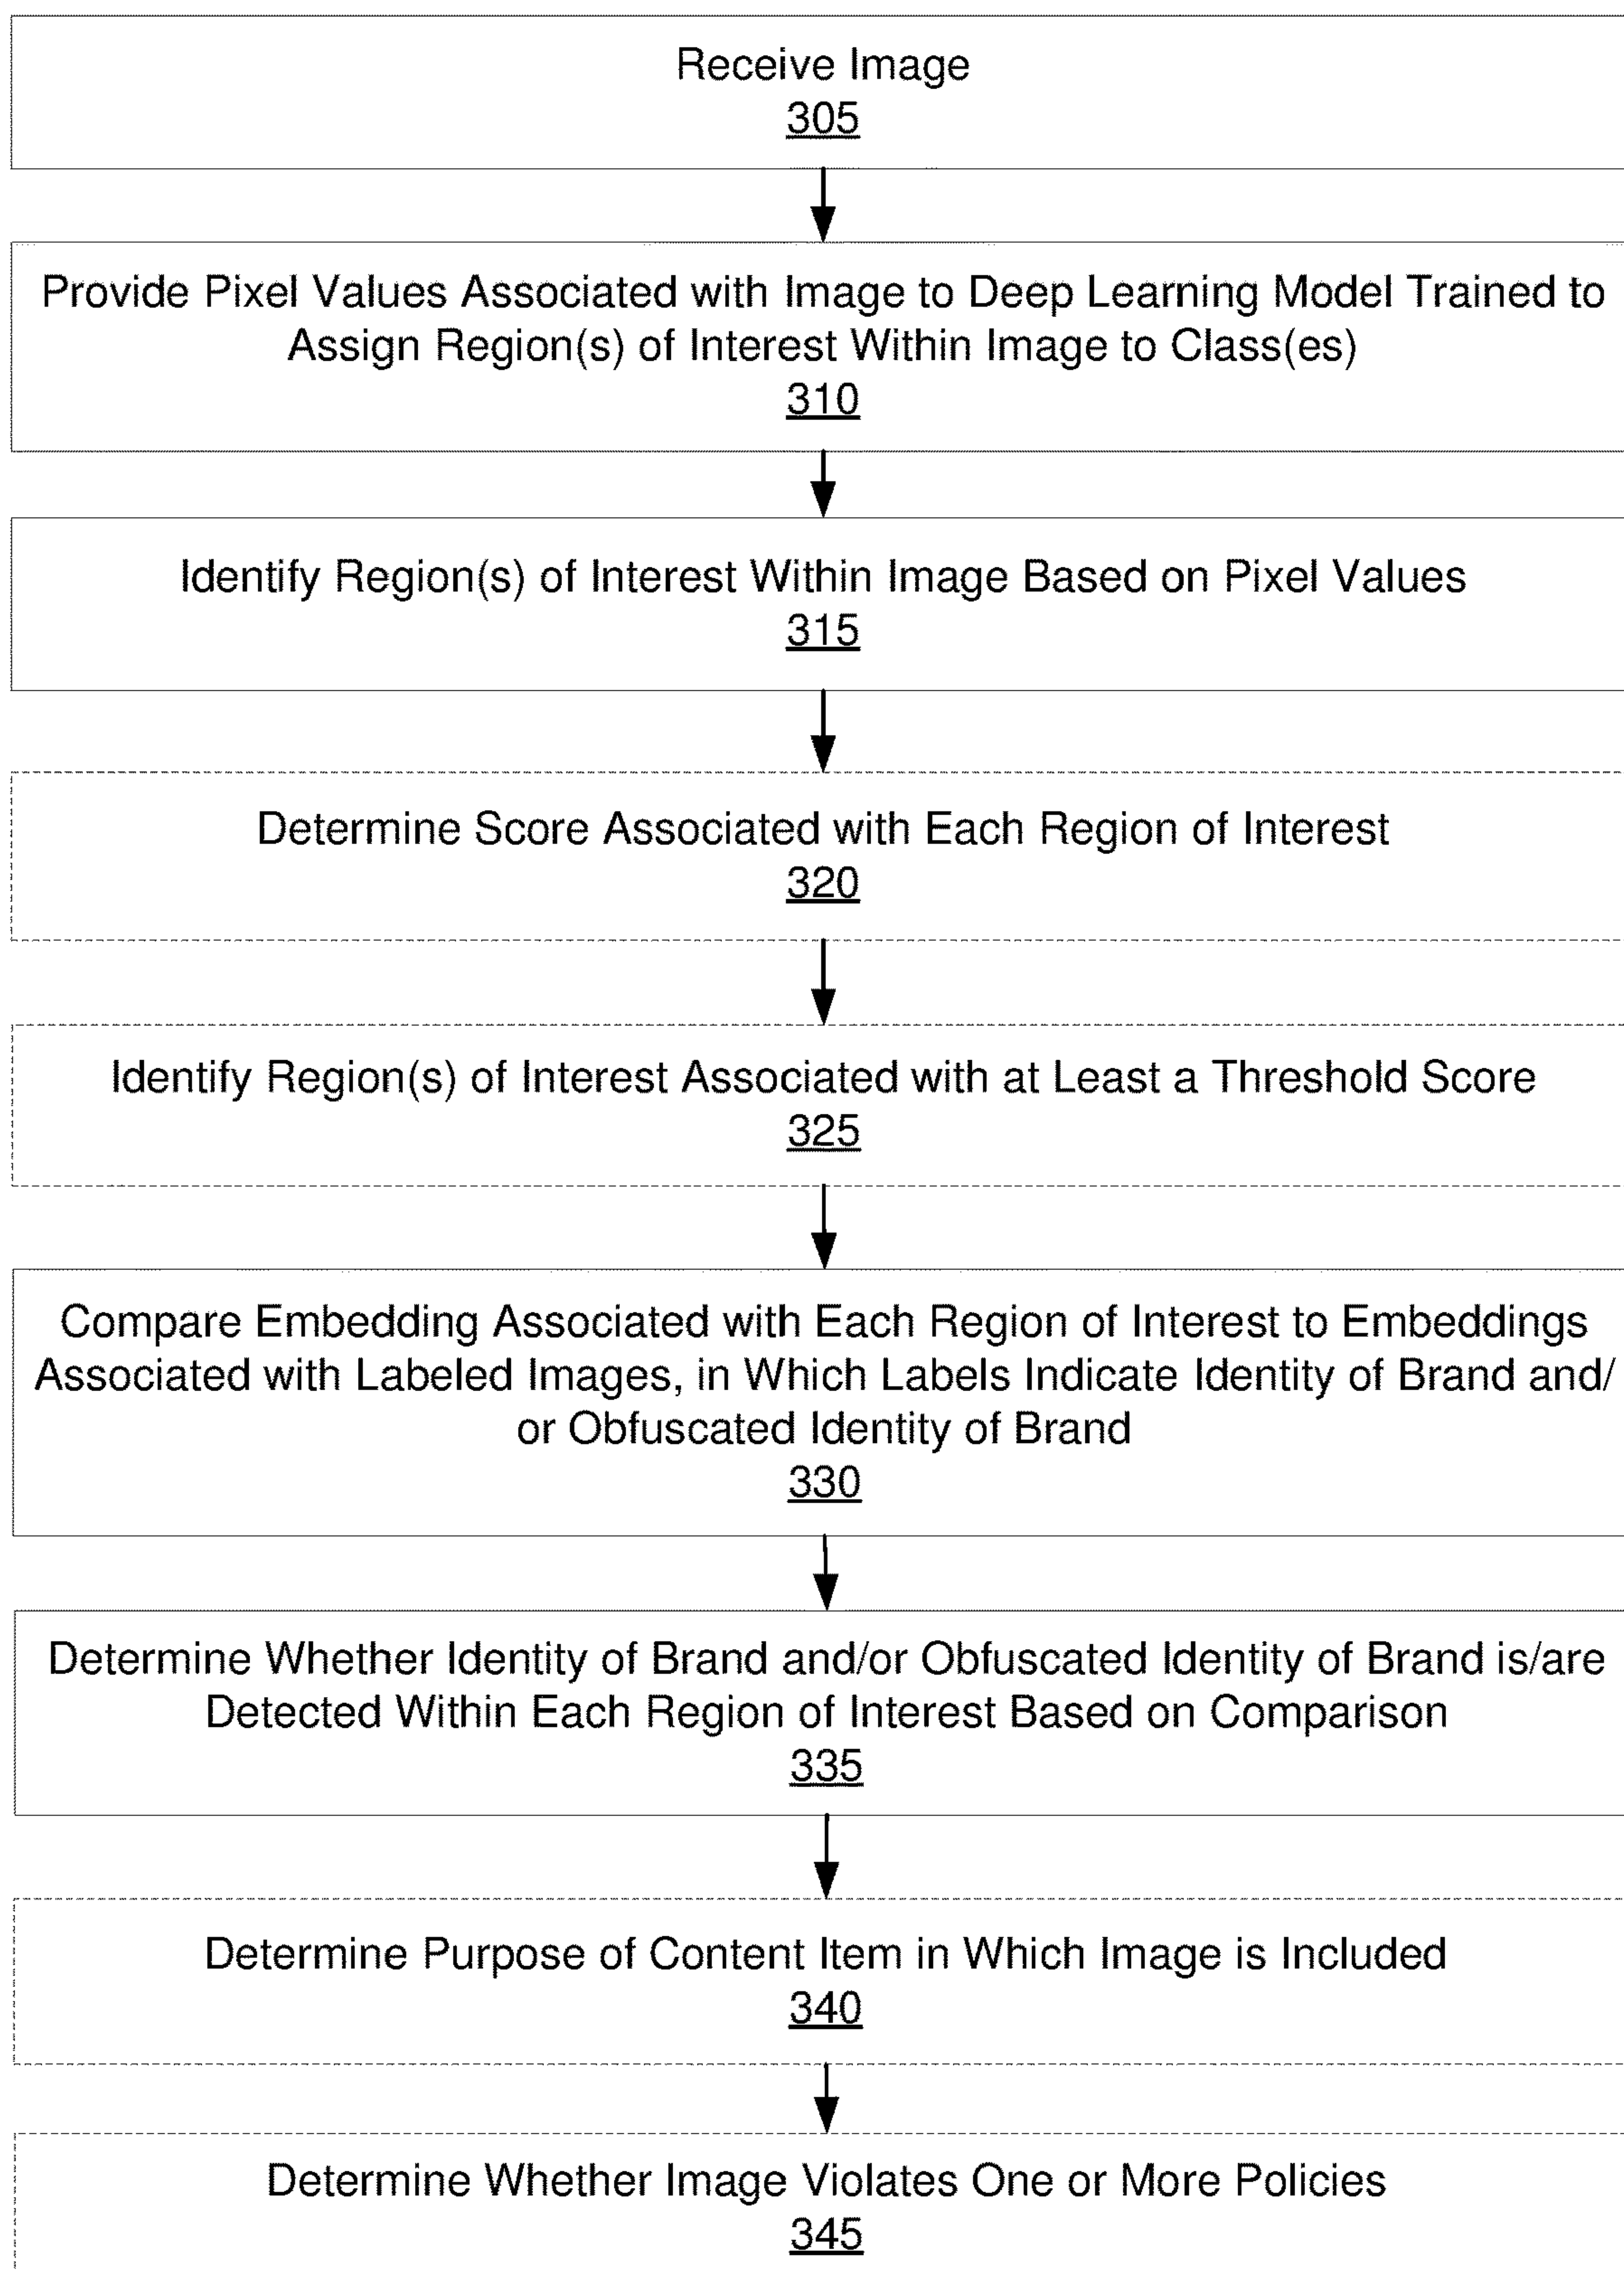 Receive Image
305
Provide Pixel Values Associated with Image to Deep Learning Model Trained to
Assign Region(s) of Interest Within Image to Class(es)
310
Identify Region(s) of Interest Within Image Based on Pixel Values
315
Determine Score Associated with Each Region of Interest
320
Identify Region(s) of Interest Associated with at Least a Threshold Score
325
Compare Embedding Associated with Each Region of Interest to Embeddings
Associated with Labeled Images, in Which Labels Indicate Identity of Brand and/
or Obfuscated Identity of Brand
330
Determine Whether Identity of Brand and/or Obfuscated Identity of Brand is/are
Detected Within Each Region of Interest Based on Comparison
335
Determine Purpose of Content Item in Which Image is Included
340
Determine Whether Image Violates One or More Policies
345